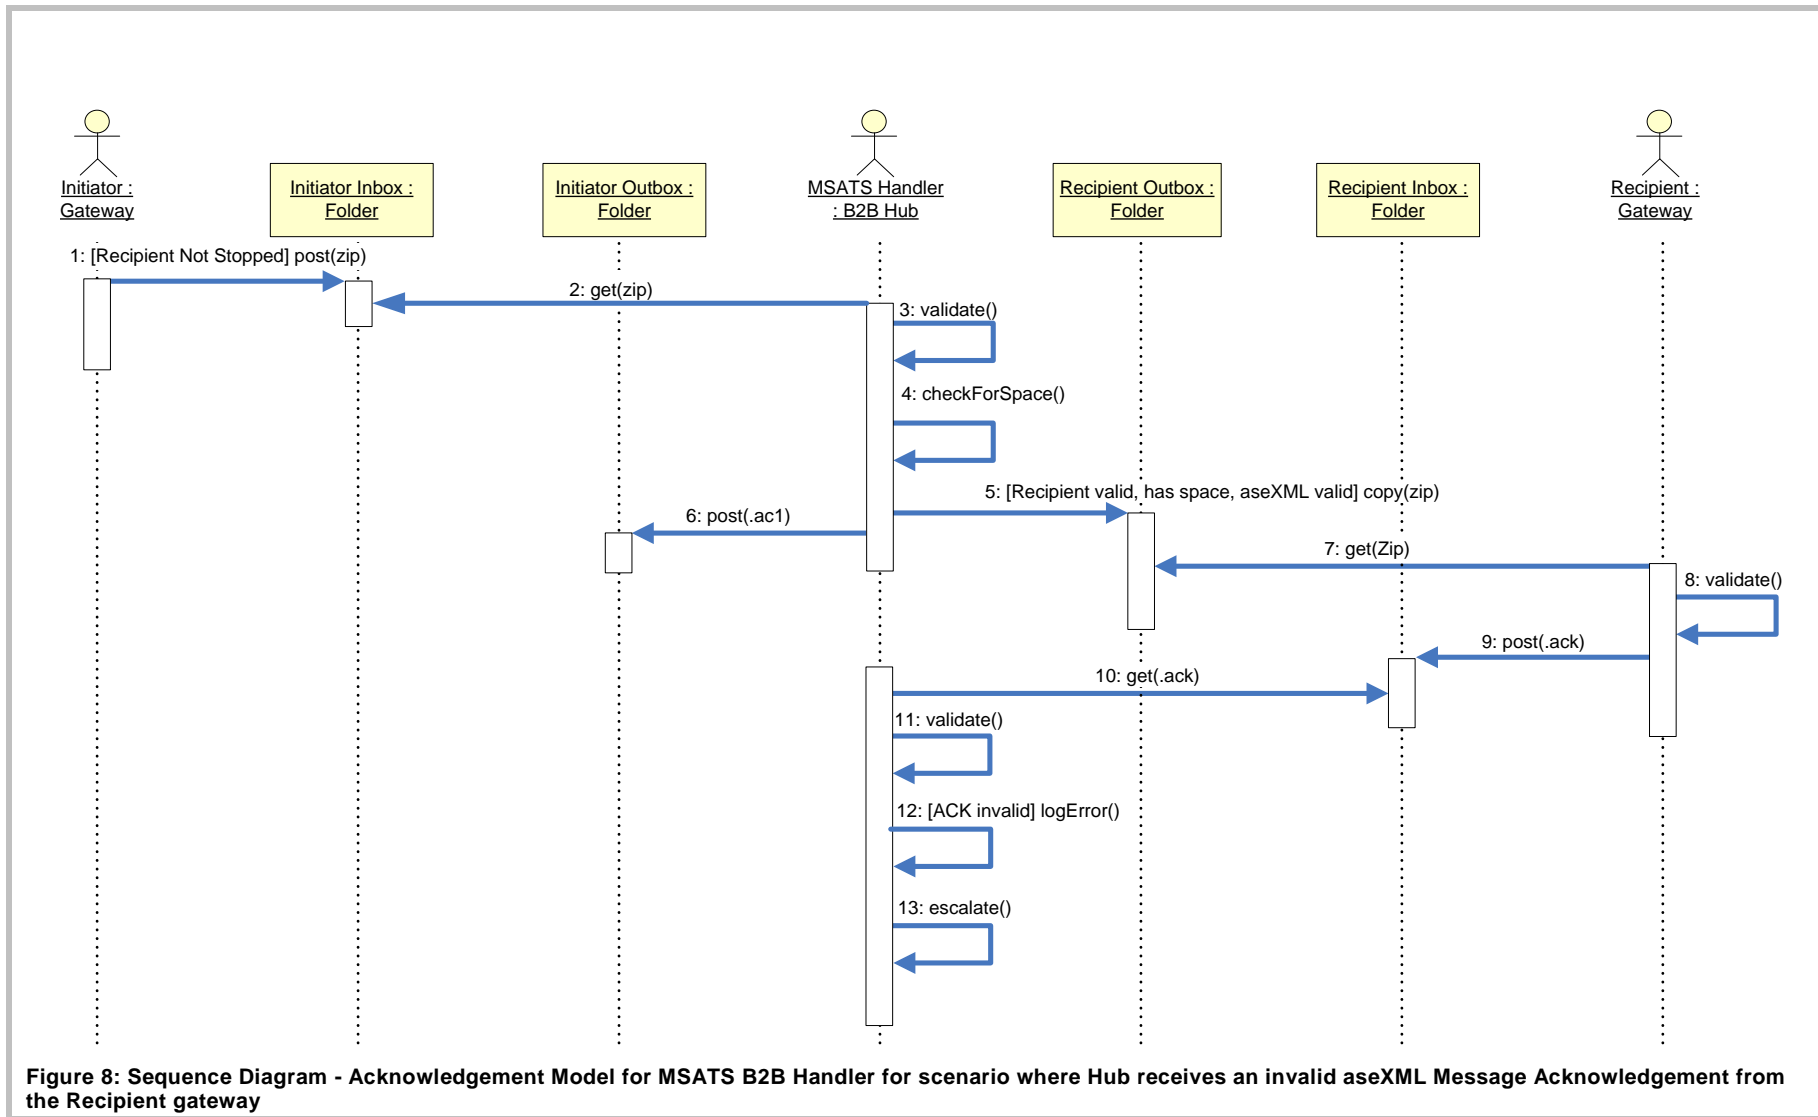 Initiator :
Gateway
Initiator Inbox :
Folder
Initiator Outbox :
Folder
MSATS Handler
: B2B Hub
Recipient Outbox :
Folder
Recipient Inbox :
Folder
Recipient :
Gateway
1: [Recipient Not Stopped] post(zip)
2: get(zip)
3: validate()
4: checkForSpace()
5: [Recipient valid, has space, aseXML valid] copy(zip)
6: post(.ac1)
7: get(Zip)
8: validate()
9: post(.ack)
10: get(.ack)
11: validate()
12: [ACK invalid] logError()
13: escalate()
Figure 8: Sequence Diagram - Acknowledgement Model for MSATS B2B Handler for scenario where Hub receives an invalid aseXML Message Acknowledgement from
the Recipient gateway